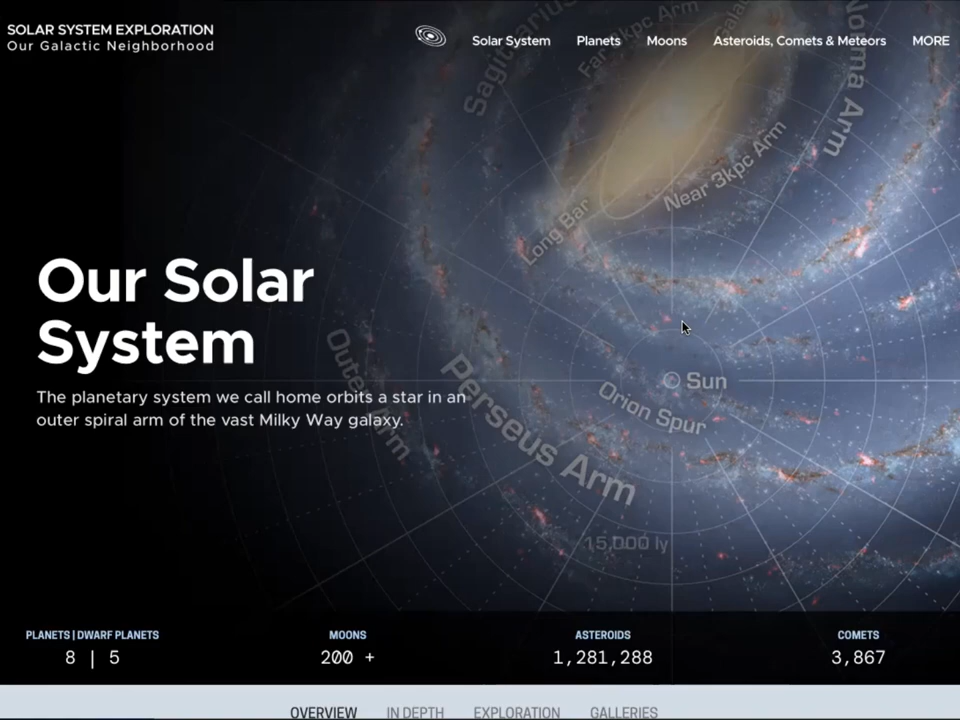 SOLAR SYSTEM EXPLORATION
Our Galactic Neighborhood
Solar System Planets Moons Asteroids, Comets & Meteors MORE
Sagittarius
Far 3kpc Arm
Norma Arm
Near 3kpc Arm
Long Bar
Our Solar
System
The planetary system we call home orbits a star in an
outer spiral arm of the vast Milky Way galaxy.
Outer Arm
Perseus Arm
Sun
Orion Spur
15,000 ly
PLANETS | DWARF PLANETS MOONS ASTEROIDS COMETS
8 | 5 200 + 1,281,288 3,867
OVERVIEW IN DEPTH EXPLORATION GALLERIES